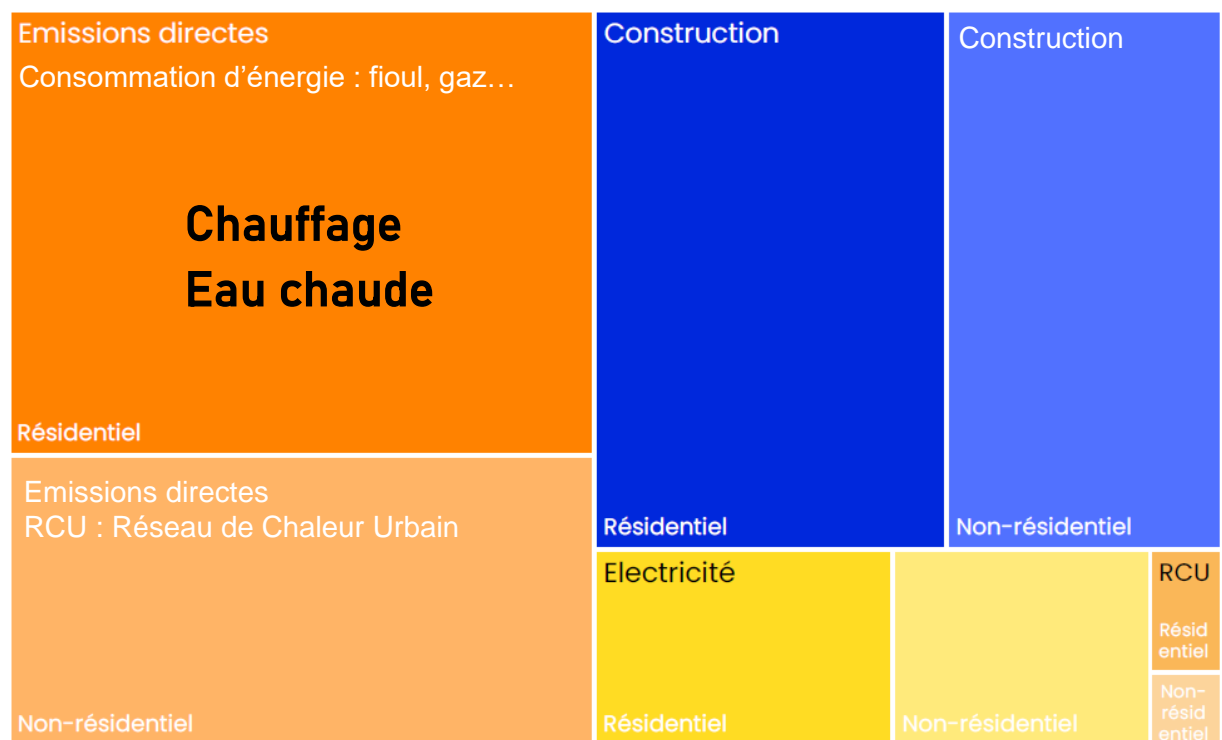 Emissions directes
Consommation d'énergie : fioul, gaz…
Chauffage
Eau chaude
Résidentiel
Emissions directes
RCU : Réseau de Chaleur Urbain
Non-résidentiel
Construction
Résidentiel
Construction
Non-résidentiel
Electricité
Résidentiel
Non-résidentiel
RCU
Résid
entiel
Non-
résid
entiel